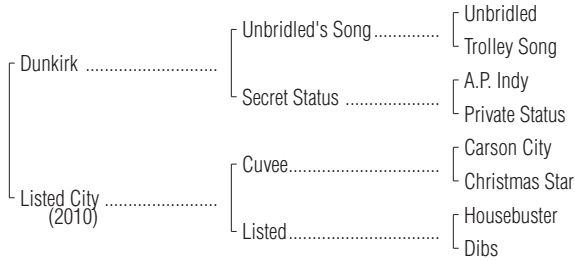 Unbridled
Unbridled's Song..............
Trolley Song
Dunkirk ............................
A.P. Indy
Secret Status ....................
Private Status
Carson City
Cuvee................................
Christmas Star
Listed City ........................
(2010)
Housebuster
Listed................................
Dibs